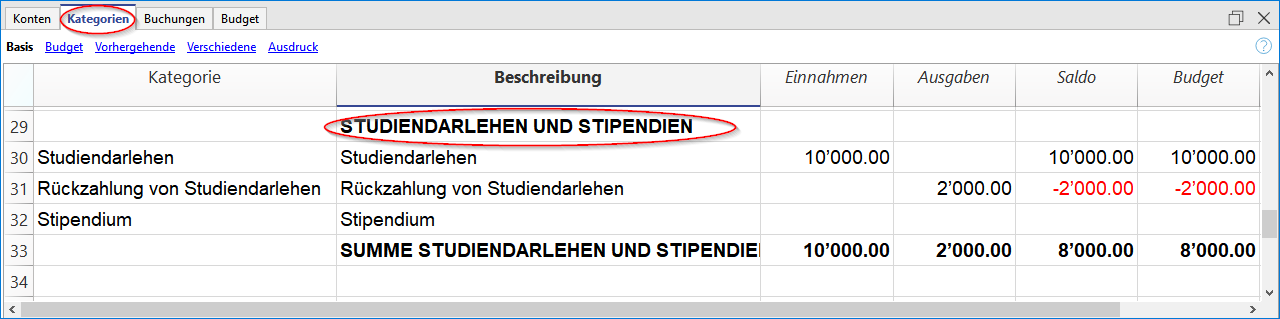 Konten Kategorien Buchungen Budget
Basis Budget Vorhergehende Verschiedene Ausdruck ?
Kategorie Beschreibung Einnahmen Ausgaben Saldo Budget
29 STUDIENDARLEHEN UND STIPENDIEN
30 Studiendarlehen Studiendarlehen 10’000.00 10’000.00 10’000.00
31 Rückzahlung von Studiendarlehen Rückzahlung von Studiendarlehen 2’000.00 -2’000.00 -2’000.00
32 Stipendium Stipendium
33 SUMME STUDIENDARLEHEN UND STIPENDIE 10’000.00 2’000.00 8’000.00 8’000.00
34